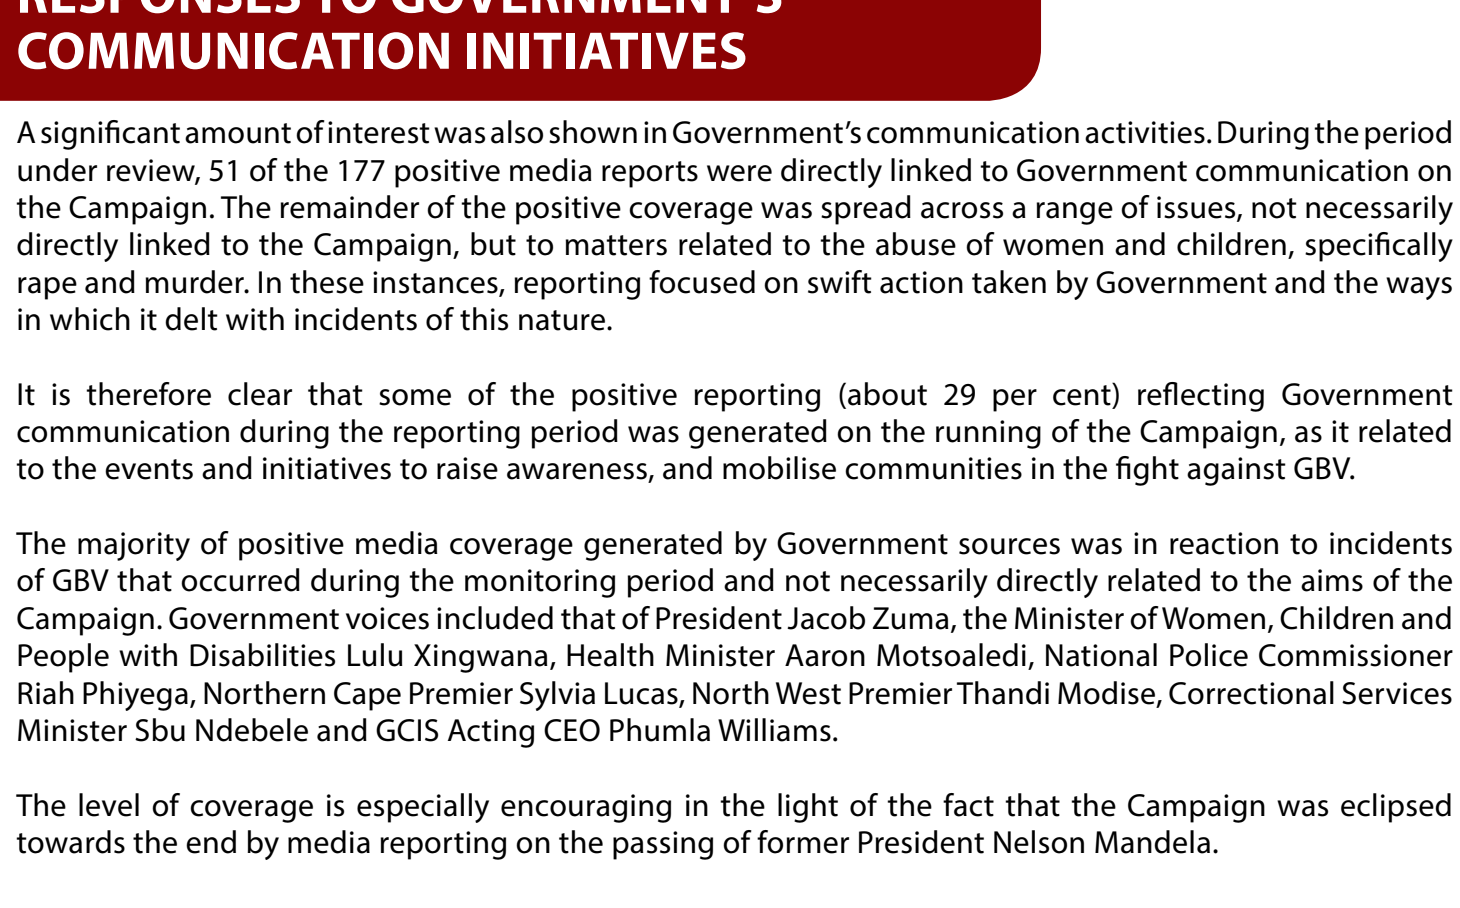 RESPONSES TO GOVERNMENT'S
COMMUNICATION INITIATIVES
A significant amount of interest was also shown in Government’s communication activities. During the period
under review, 51 of the 177 positive media reports were directly linked to Government communication on
the Campaign. The remainder of the positive coverage was spread across a range of issues, not necessarily
directly linked to the Campaign, but to matters related to the abuse of women and children, specifically
rape and murder. In these instances, reporting focused on swift action taken by Government and the ways
in which it delt with incidents of this nature.
It is therefore clear that some of the positive reporting (about 29 per cent) reflecting Government
communication during the reporting period was generated on the running of the Campaign, as it related
to the events and initiatives to raise awareness, and mobilise communities in the fight against GBV.
The majority of positive media coverage generated by Government sources was in reaction to incidents
of GBV that occurred during the monitoring period and not necessarily directly related to the aims of the
Campaign. Government voices included that of President Jacob Zuma, the Minister of Women, Children and
People with Disabilities Lulu Xingwana, Health Minister Aaron Motsoaledi, National Police Commissioner
Riah Phiyega, Northern Cape Premier Sylvia Lucas, North West Premier Thandi Modise, Correctional Services
Minister Sbu Ndebele and GCIS Acting CEO Phumla Williams.
The level of coverage is especially encouraging in the light of the fact that the Campaign was eclipsed
towards the end by media reporting on the passing of former President Nelson Mandela.